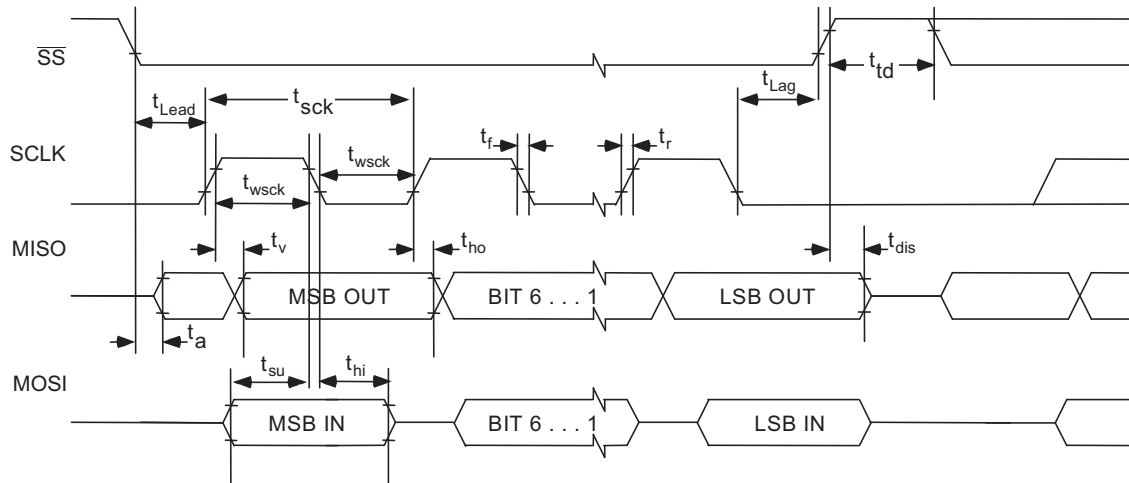 SS
t_Lead
t_sck
t_Lag
t_td
SCLK
t_wsck
t_wsck
t_f
t_r
MISO
t_v
t_ho
t_dis
MSB OUT
BIT 6 . . . 1
LSB OUT
t_a
MOSI
t_su
t_hi
MSB IN
BIT 6 . . . 1
LSB IN